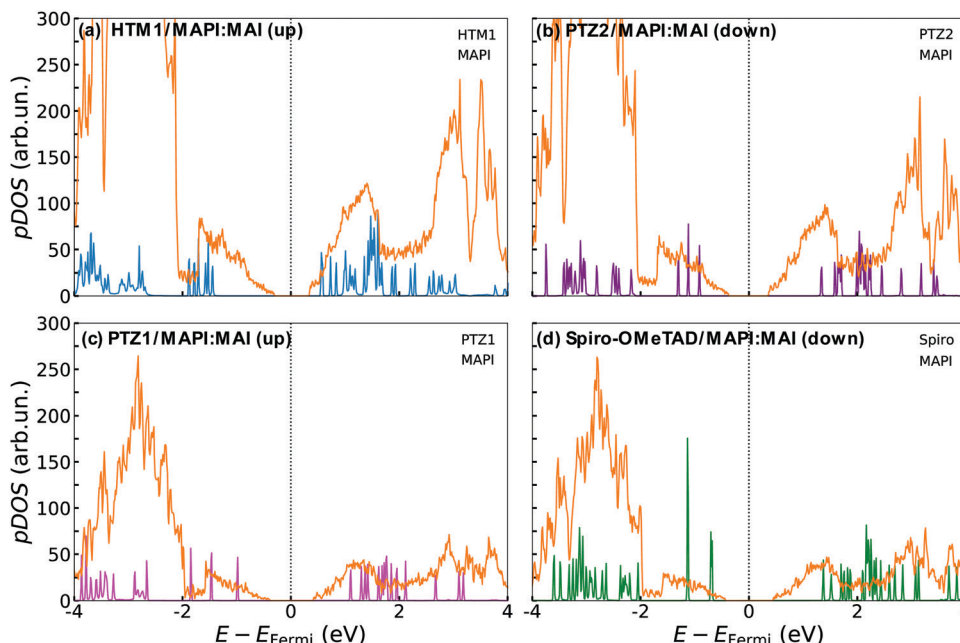 (a) HTM1/MAPI:MAI (up)
HTM1
MAPI
(b) PTZ2/MAPI:MAI (down)
PTZ2
MAPI
pDOS (arb.un.)
300
250
200
150
100
50
0
(c) PTZ1/MAPI:MAI (up)
PTZ1
MAPI
(d) Spiro-OMeTAD/MAPI:MAI (down)
Spiro
MAPI
pDOS (arb.un.)
300
250
200
150
100
50
0
-4 -2 0 2 4
-4 -2 0 2
E − EFermi (eV)
E − EFermi (eV)